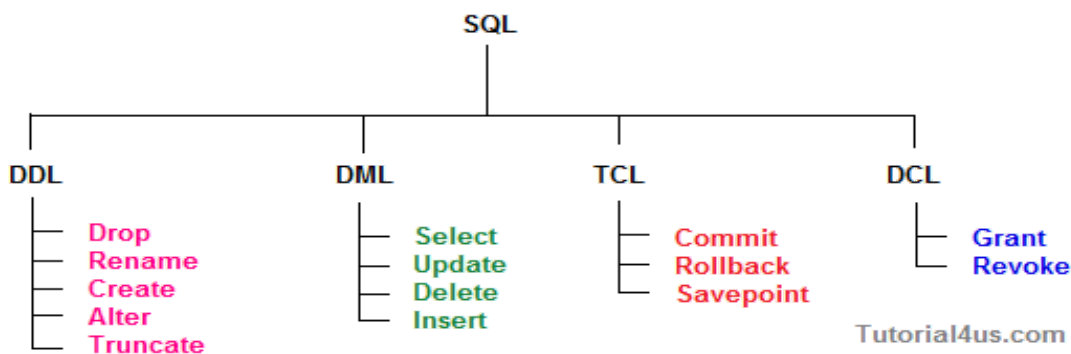 SQL
DDL
DML
TCL
DCL
Drop
Rename
Create
Alter
Truncate
Select
Update
Delete
Insert
Commit
Rollback
Savepoint
Grant
Revoke
Tutorial4us.com